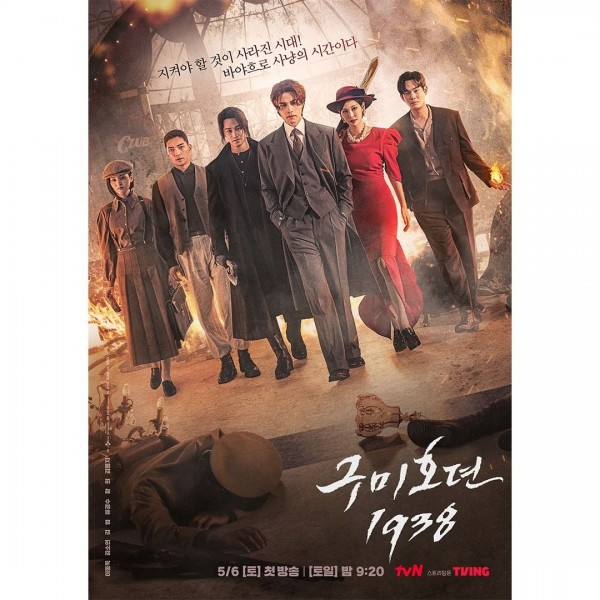 지켜야 할 것이 사라진 시대!
바야흐로 사냥의 시간이다
CLUB
구미호뎐
1938
5/6 [토] 첫방송 | [토일] 밤 9:20 tvN 스트리밍은 TVING